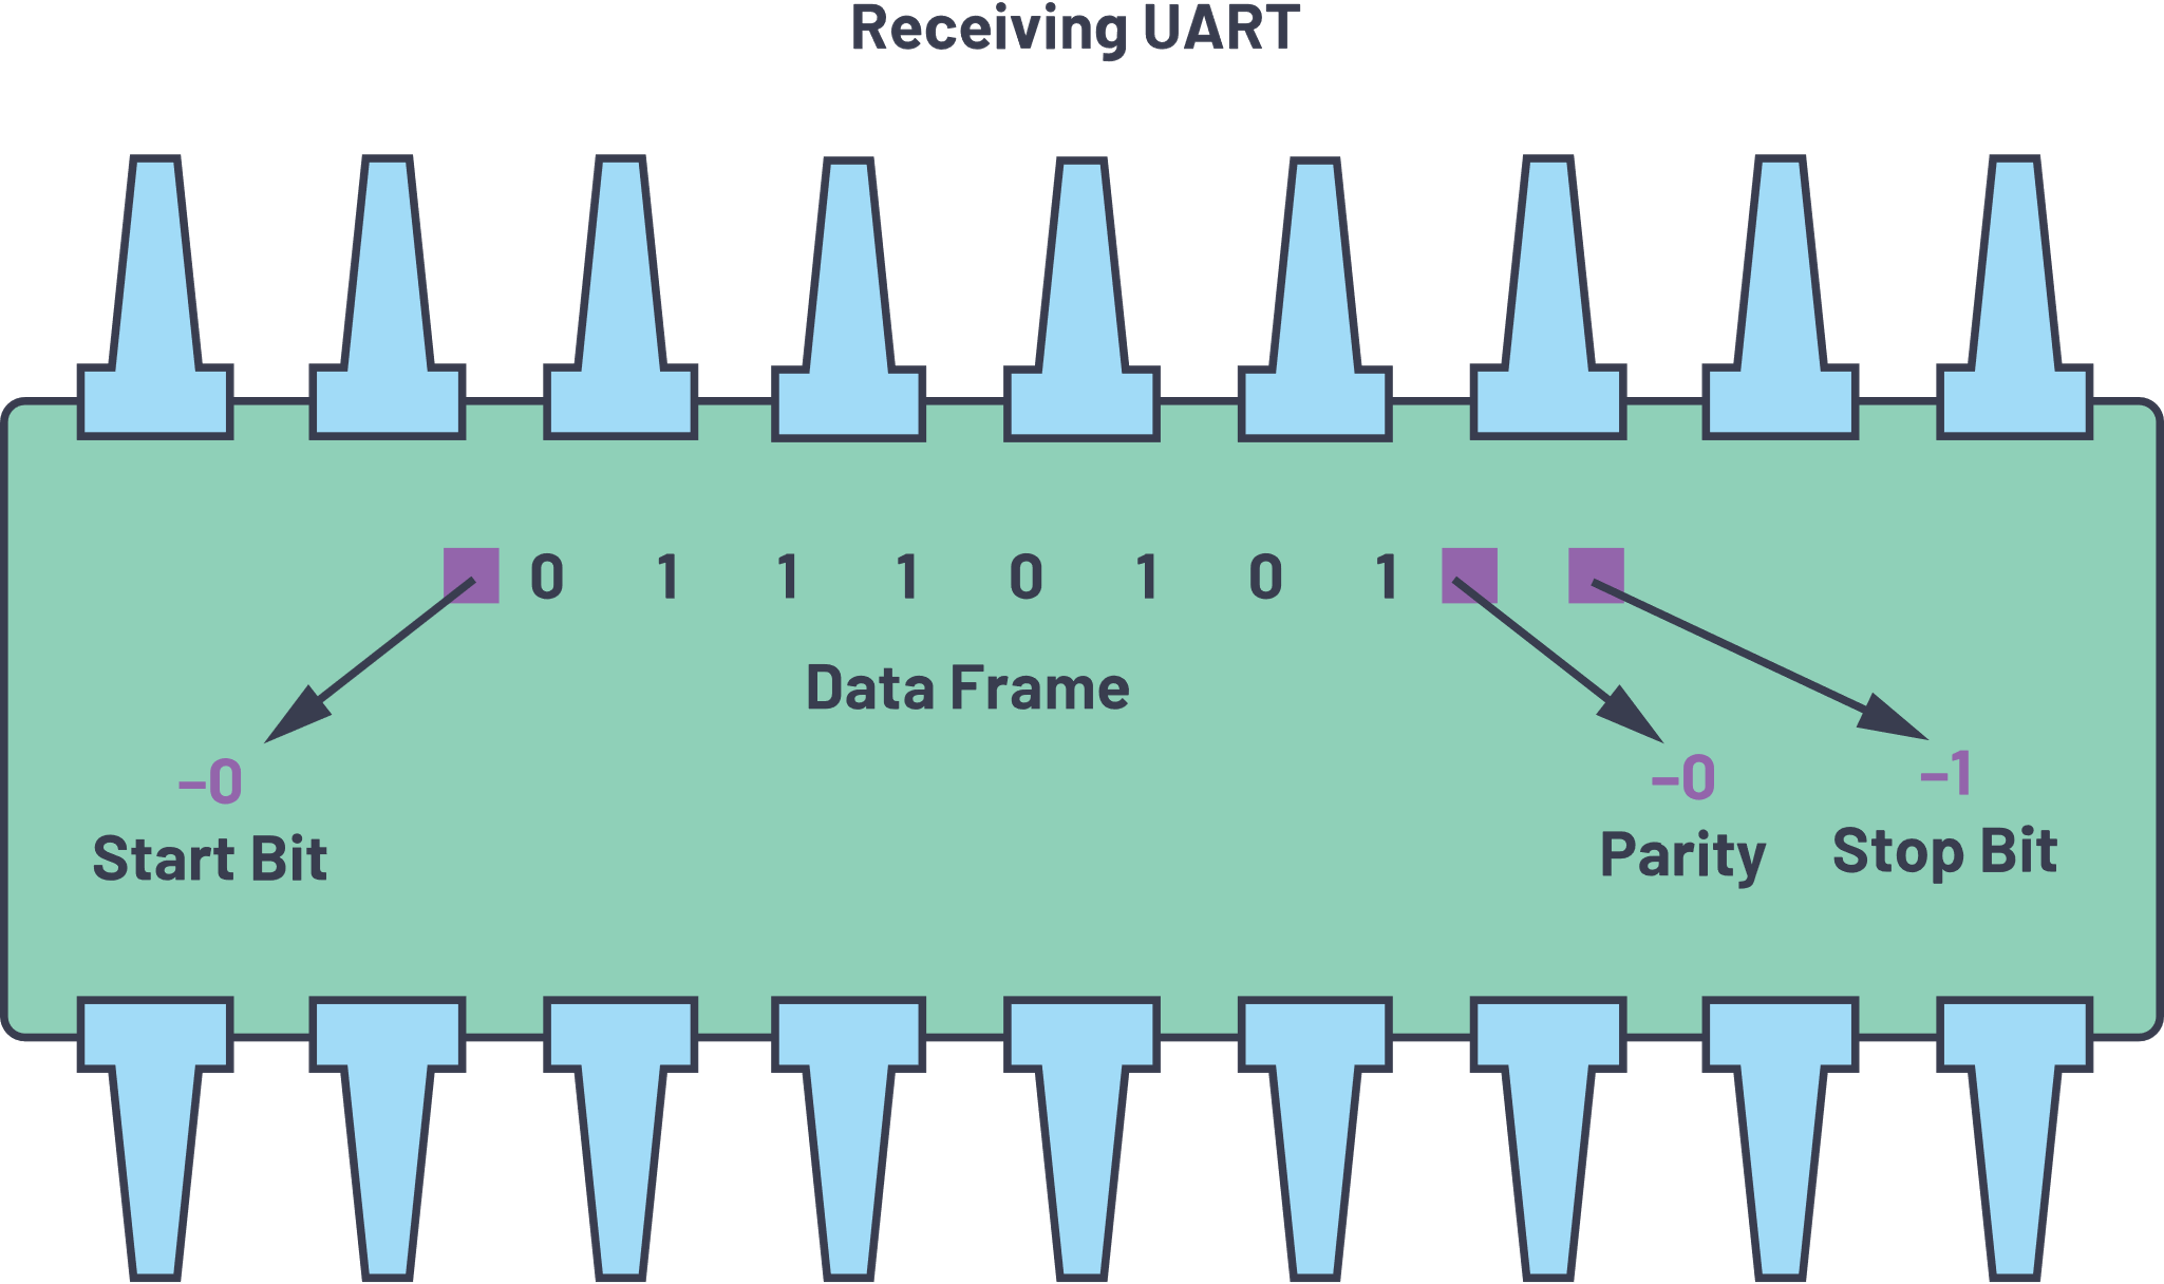 Receiving UART
0 1 1 1 0 1 0 1
Data Frame
–0
Start Bit
–0
Parity
–1
Stop Bit